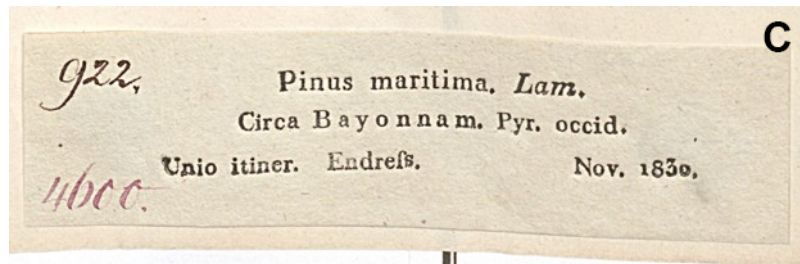 C
922.
Pinus maritima. Lam.
Circa Bayonnam. Pyr. occid.
Unio itiner. Endreſs. Nov. 1830.
4600.